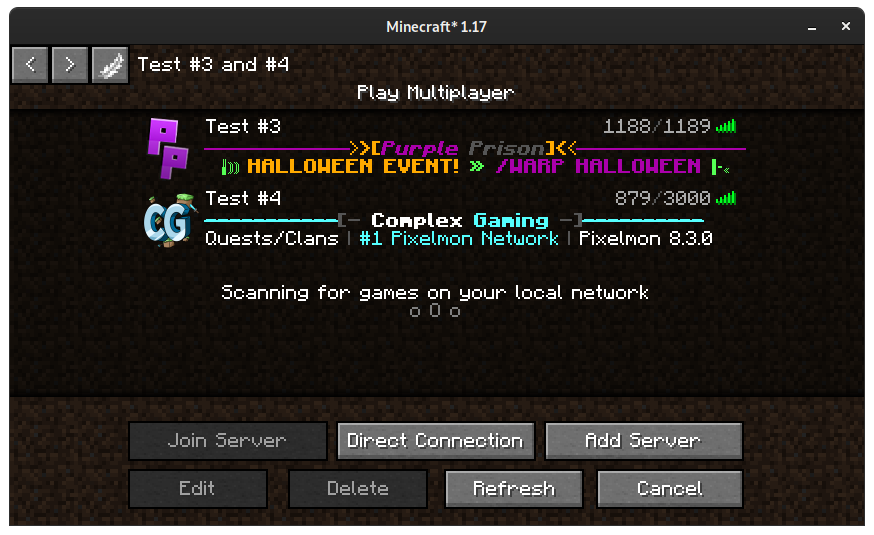 Minecraft* 1.17
< > Test #3 and #4
Play Multiplayer
Test #3 1188/1189
>>[Purple Prison]<<
HALLOWEEN EVENT! » /WARP HALLOWEEN
Test #4 879/3000
[- Complex Gaming -]
Quests/Clans | #1 Pixelmon Network | Pixelmon 8.3.0
Scanning for games on your local network
o O o
Join Server Direct Connection Add Server
Edit Delete Refresh Cancel